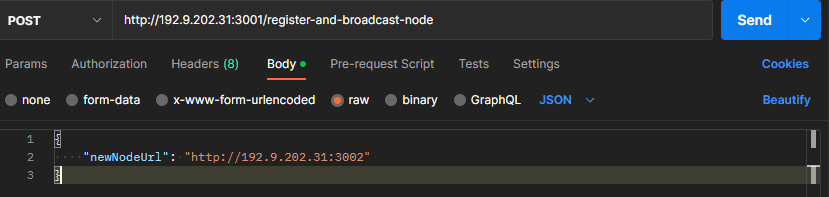 POST http://192.9.202.31:3001/register-and-broadcast-node Send
Params Authorization Headers (8) Body Pre-request Script Tests Settings Cookies
none form-data x-www-form-urlencoded raw binary GraphQL JSON Beautify
1 {
2 "newNodeUrl": "http://192.9.202.31:3002"
3 }